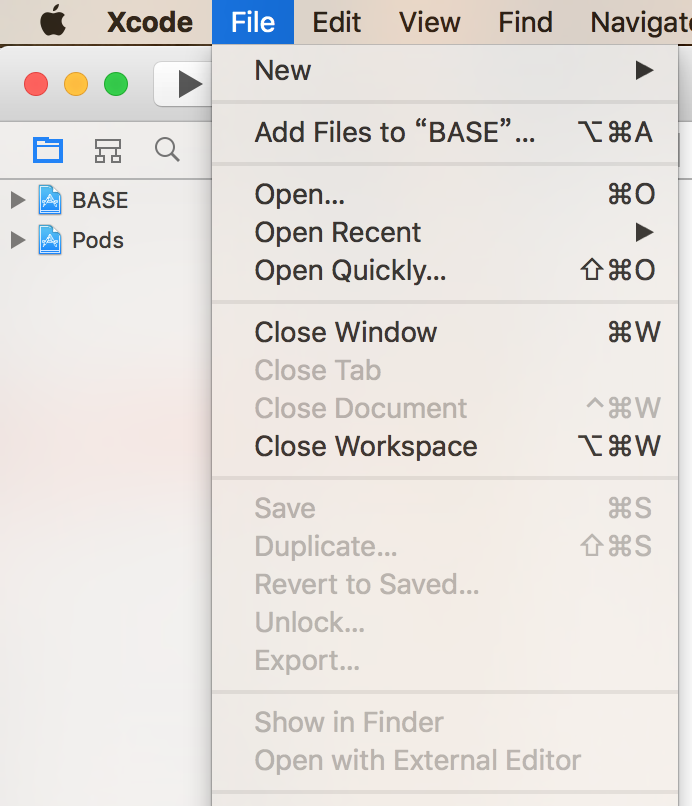 Xcode File Edit View Find Navigate
New
Add Files to “BASE”... ⌥⌘A
BASE
Open... ⌘O
Open Recent
Pods
Open Quickly... ⇧⌘O
Close Window ⌘W
Close Tab
Close Document ^⌘W
Close Workspace ⌥⌘W
Save ⌘S
Duplicate... ⇧⌘S
Revert to Saved...
Unlock...
Export...
Show in Finder
Open with External Editor